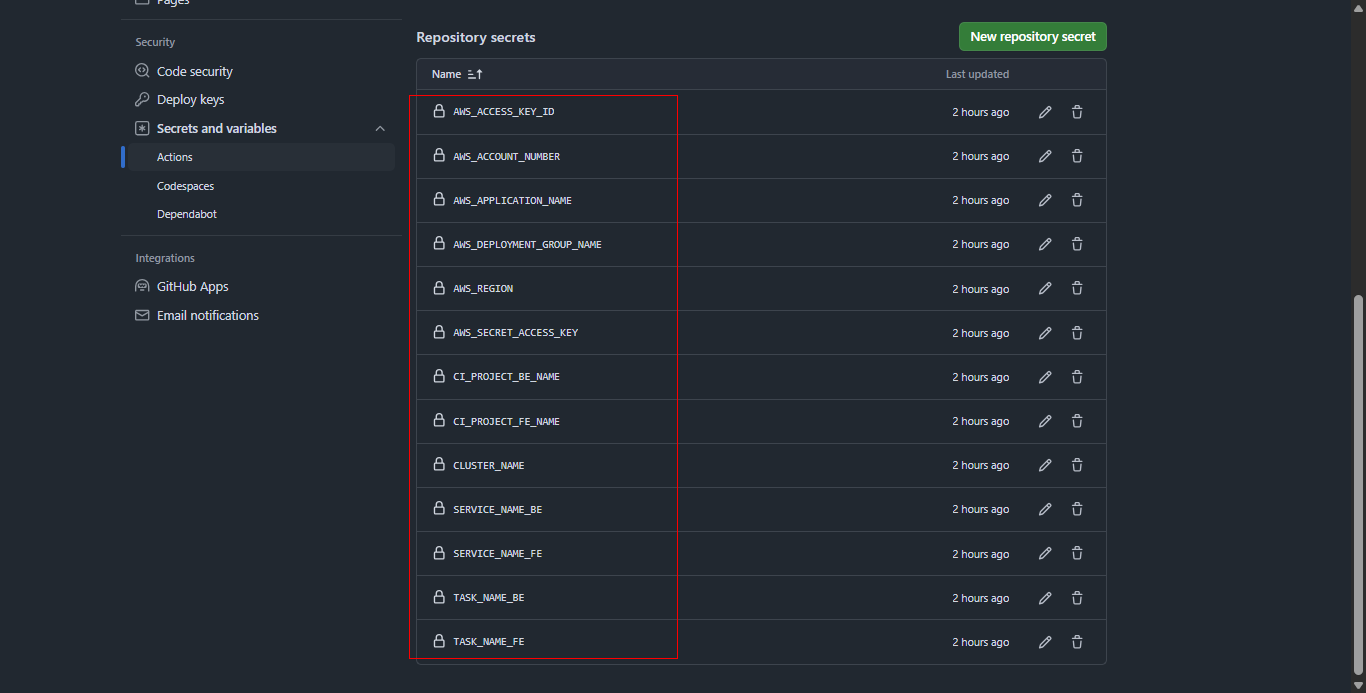 Pages
Security
Code security
Deploy keys
Secrets and variables
Actions
Codespaces
Dependabot
Integrations
GitHub Apps
Email notifications
Repository secrets
New repository secret
Name Last updated
AWS_ACCESS_KEY_ID 2 hours ago
AWS_ACCOUNT_NUMBER 2 hours ago
AWS_APPLICATION_NAME 2 hours ago
AWS_DEPLOYMENT_GROUP_NAME 2 hours ago
AWS_REGION 2 hours ago
AWS_SECRET_ACCESS_KEY 2 hours ago
CI_PROJECT_BE_NAME 2 hours ago
CI_PROJECT_FE_NAME 2 hours ago
CLUSTER_NAME 2 hours ago
SERVICE_NAME_BE 2 hours ago
SERVICE_NAME_FE 2 hours ago
TASK_NAME_BE 2 hours ago
TASK_NAME_FE 2 hours ago